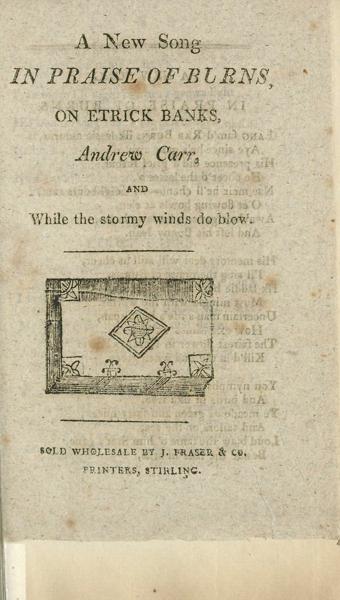 A New Song
IN PRAISE OF BURNS,
ON ETRICK BANKS,
Andrew Carr,
AND
While the stormy winds do blow.
SOLD WHOLESALE BY J. FRASER & CO.
PRINTERS, STIRLING.